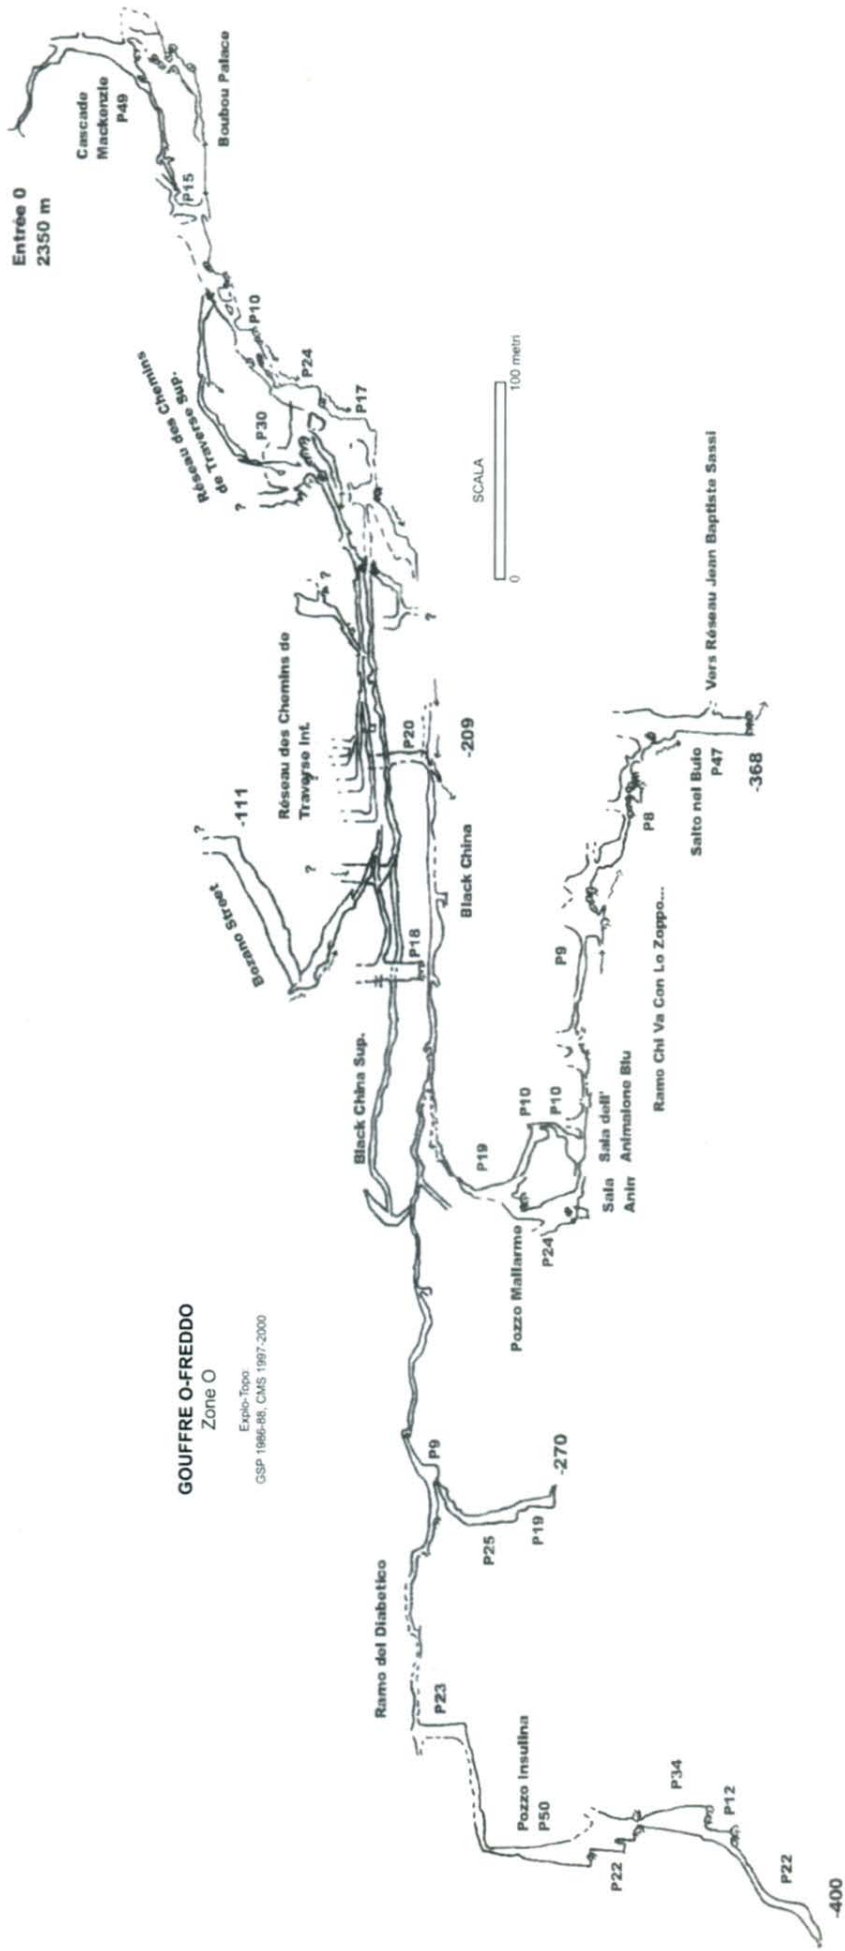 GOUFFRE O-FREDDO
Zone O
Explo-Topo:
GSP 1986-88, CMS 1997-2000
Entrée 0
2350 m
Cascade
Mackenzie
P49
Boubou Palace
P15
P10
P24
P17
P30
Réseau des Chemins
de Traverse Sup.
?
?
?
SCALA
0
100 metri
Réseau des Chemins de
Traverse Inf.
?
P20
-209
-111
?
?
Bozano Street
Black China
P18
Black China Sup.
P19
P10
P10
Pozzo Mallarme
P24
Sala
Anim
Sala dell'
Animalone Blu
P9
Ramo Chi Va Con Lo Zoppo...
P8
Salto nel Buio
P47
-368
Vers Réseau Jean Baptiste Sassi
P9
P25
P19
-270
Ramo del Diabetico
P23
Pozzo Insulina
P50
P22
P34
P12
P22
-400